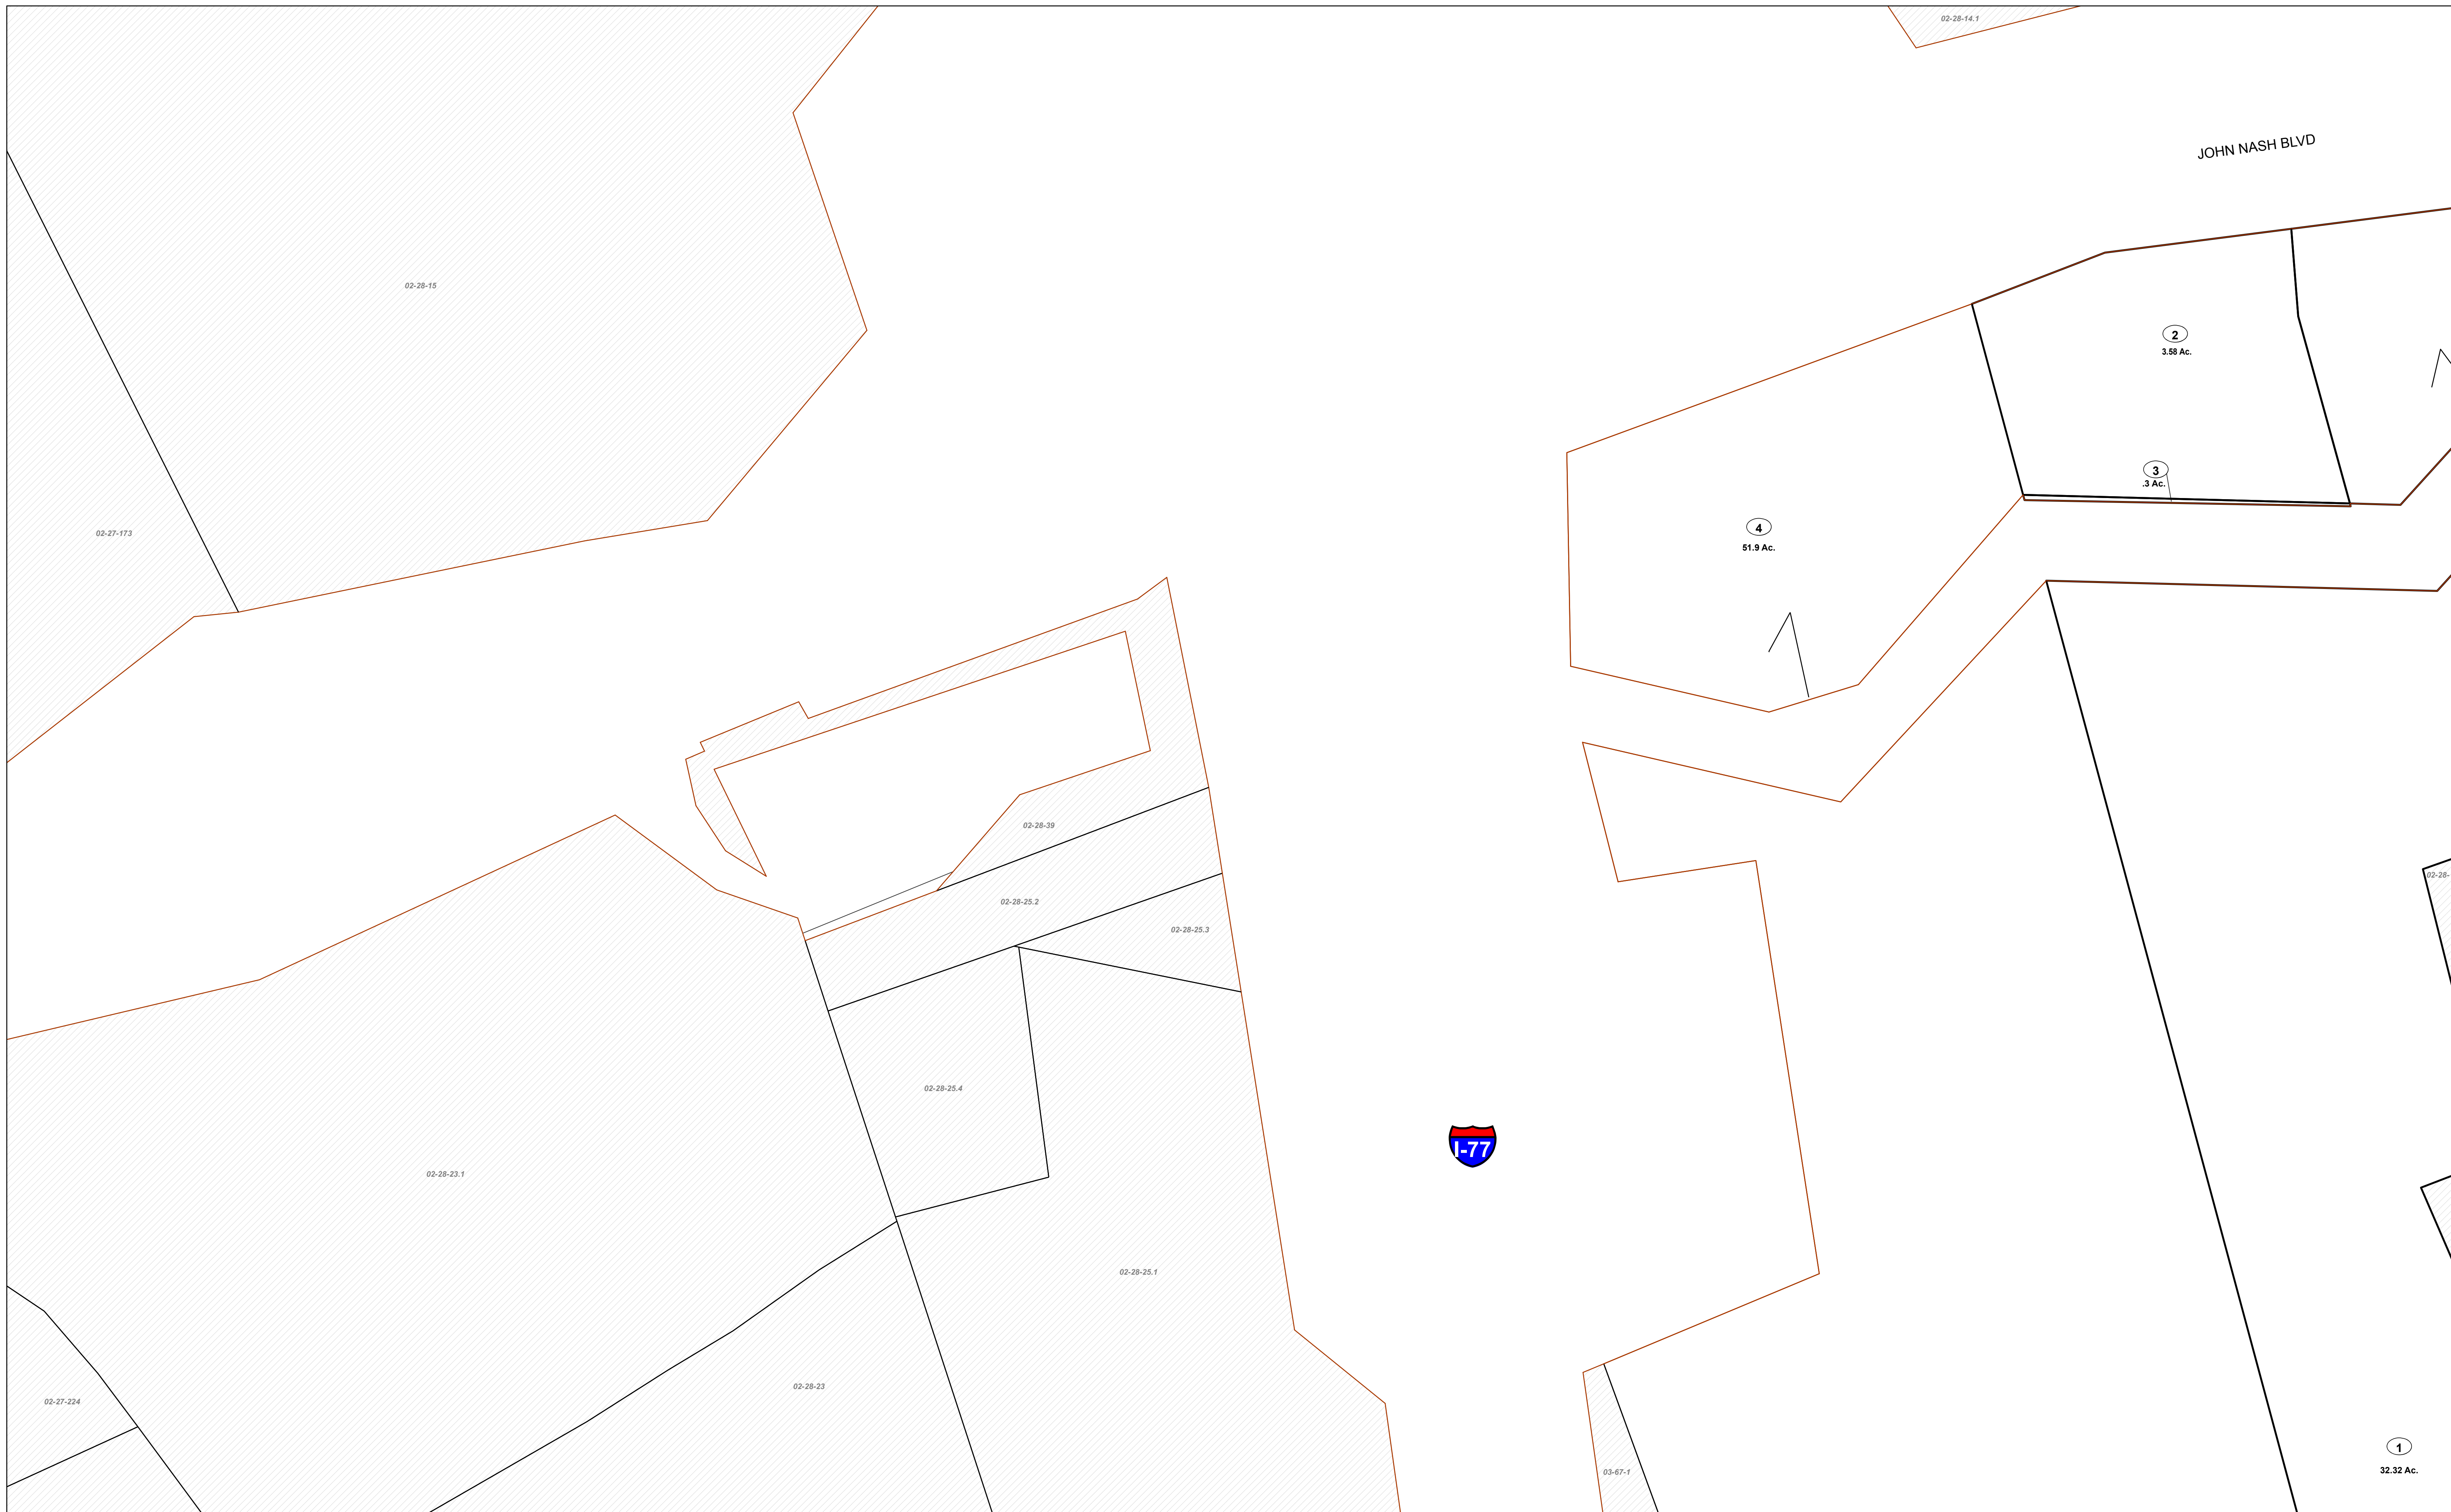 02-28-14.1
JOHN NASH BLVD
02-28-15
2
3.58 Ac.
3
.3 Ac.
02-27-173
4
51.9 Ac.
02-28-39
02-28-
02-28-25.2
02-28-25.3
02-28-25.4
I-77
02-28-23.1
02-28-25.1
02-28-23
02-27-224
1
32.32 Ac.
03-67-1